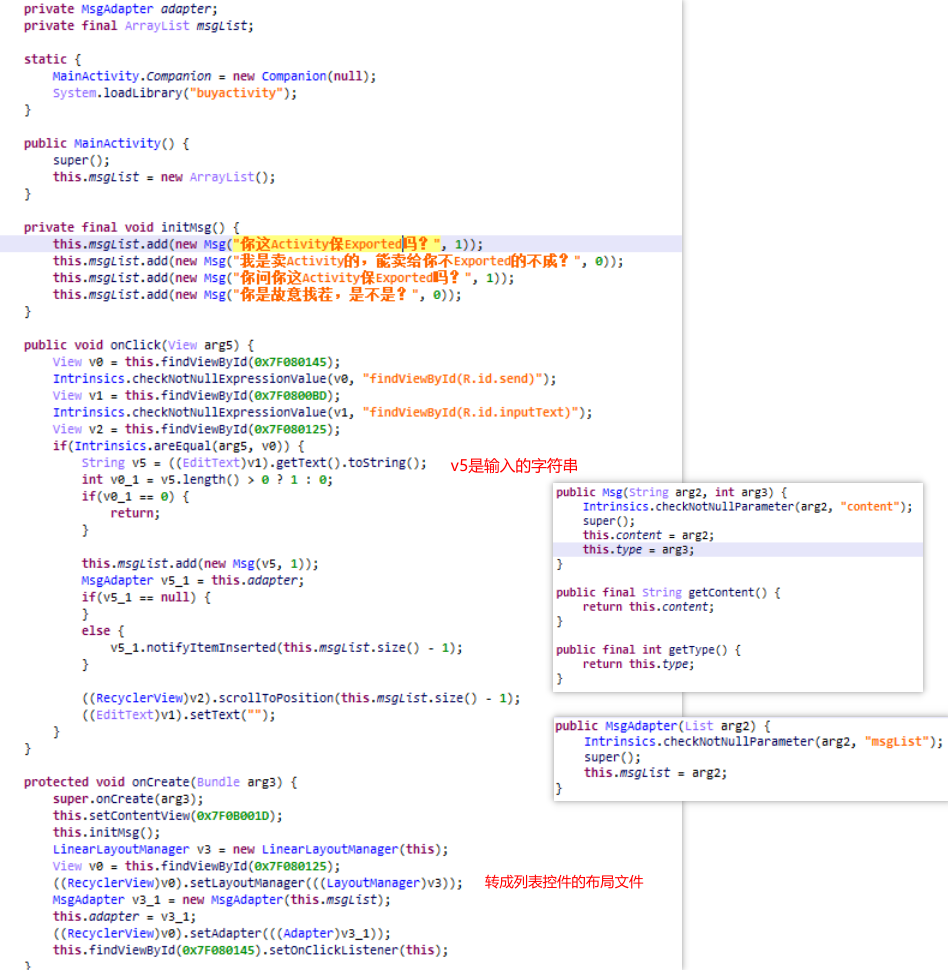 private MsgAdapter adapter;
private final ArrayList msgList;
static {
MainActivity.Companion = new Companion(null);
System.loadLibrary("buyactivity");
}
public MainActivity() {
super();
this.msgList = new ArrayList();
}
private final void initMsg() {
this.msgList.add(new Msg("你这Activity保Exported吗？", 1));
this.msgList.add(new Msg("我是卖Activity的，能卖给你不Exported的不成？", 0));
this.msgList.add(new Msg("你问你这Activity保Exported吗？", 1));
this.msgList.add(new Msg("你是故意找茬，是不是？", 0));
}
public void onClick(View arg5) {
View v0 = this.findViewById(0x7F080145);
Intrinsics.checkNotNullExpressionValue(v0, "findViewById(R.id.send)");
View v1 = this.findViewById(0x7F0800BD);
Intrinsics.checkNotNullExpressionValue(v1, "findViewById(R.id.inputText)");
View v2 = this.findViewById(0x7F080125);
if(Intrinsics.areEqual(arg5, v0)) {
String v5 = ((EditText)v1).getText().toString();
v5是输入的字符串
int v0_1 = v5.length() > 0 ? 1 : 0;
if(v0_1 == 0) {
return;
}
this.msgList.add(new Msg(v5, 1));
MsgAdapter v5_1 = this.adapter;
if(v5_1 == null) {
}
else {
v5_1.notifyItemInserted(this.msgList.size() - 1);
}
((RecyclerView)v2).scrollToPosition(this.msgList.size() - 1);
((EditText)v1).setText("");
}
}
protected void onCreate(Bundle arg3) {
super.onCreate(arg3);
this.setContentView(0x7F0B001D);
this.initMsg();
LinearLayoutManager v3 = new LinearLayoutManager(this);
View v0 = this.findViewById(0x7F080125);
((RecyclerView)v0).setLayoutManager(((LayoutManager)v3));
转成列表控件的布局文件
MsgAdapter v3_1 = new MsgAdapter(this.msgList);
this.adapter = v3_1;
((RecyclerView)v0).setAdapter(((Adapter)v3_1));
this.findViewById(0x7F080145).setOnClickListener(this);
}
public Msg(String arg2, int arg3) {
Intrinsics.checkNotNullParameter(arg2, "content");
super();
this.content = arg2;
this.type = arg3;
}
public final String getContent() {
return this.content;
}
public final int getType() {
return this.type;
}
public MsgAdapter(List arg2) {
Intrinsics.checkNotNullParameter(arg2, "msgList");
super();
this.msgList = arg2;
}